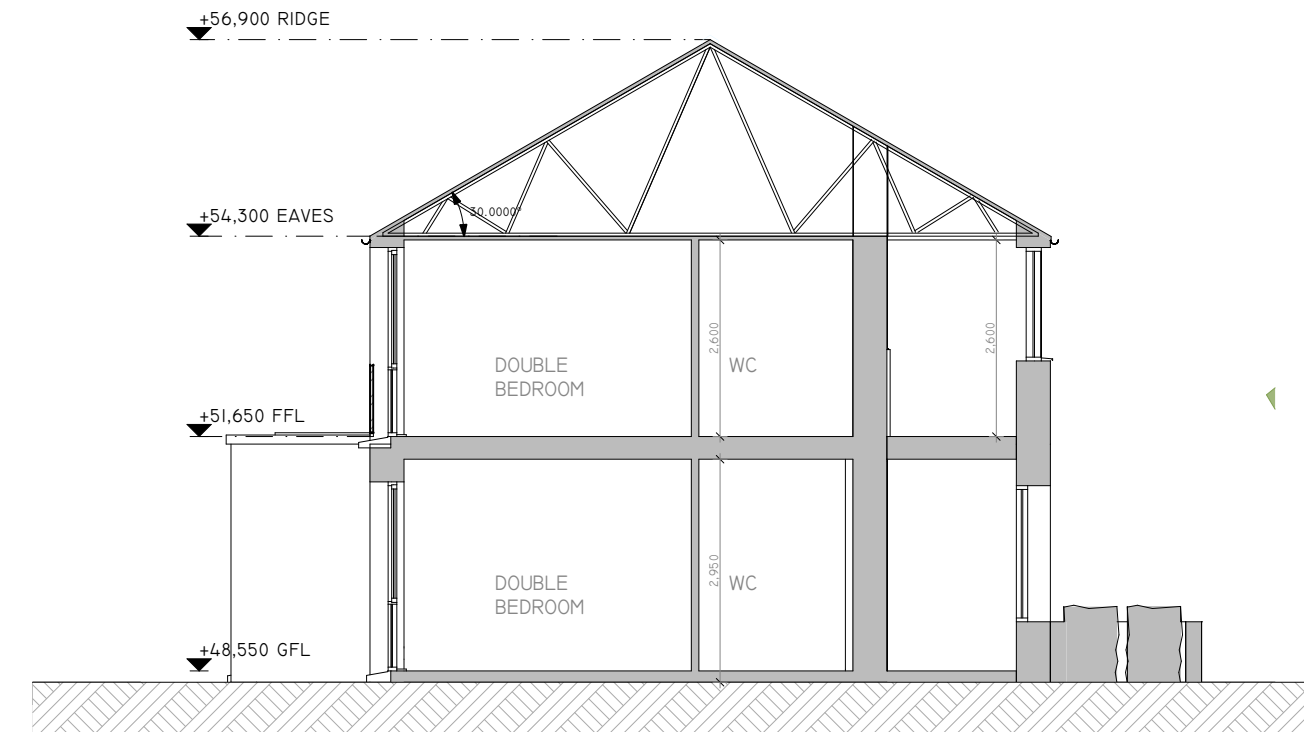 +56,900 RIDGE
+54,300 EAVES
30.0000°
2,600
2,600
DOUBLE
BEDROOM
WC
+51,650 FFL
2,950
DOUBLE
BEDROOM
WC
+48,550 GFL